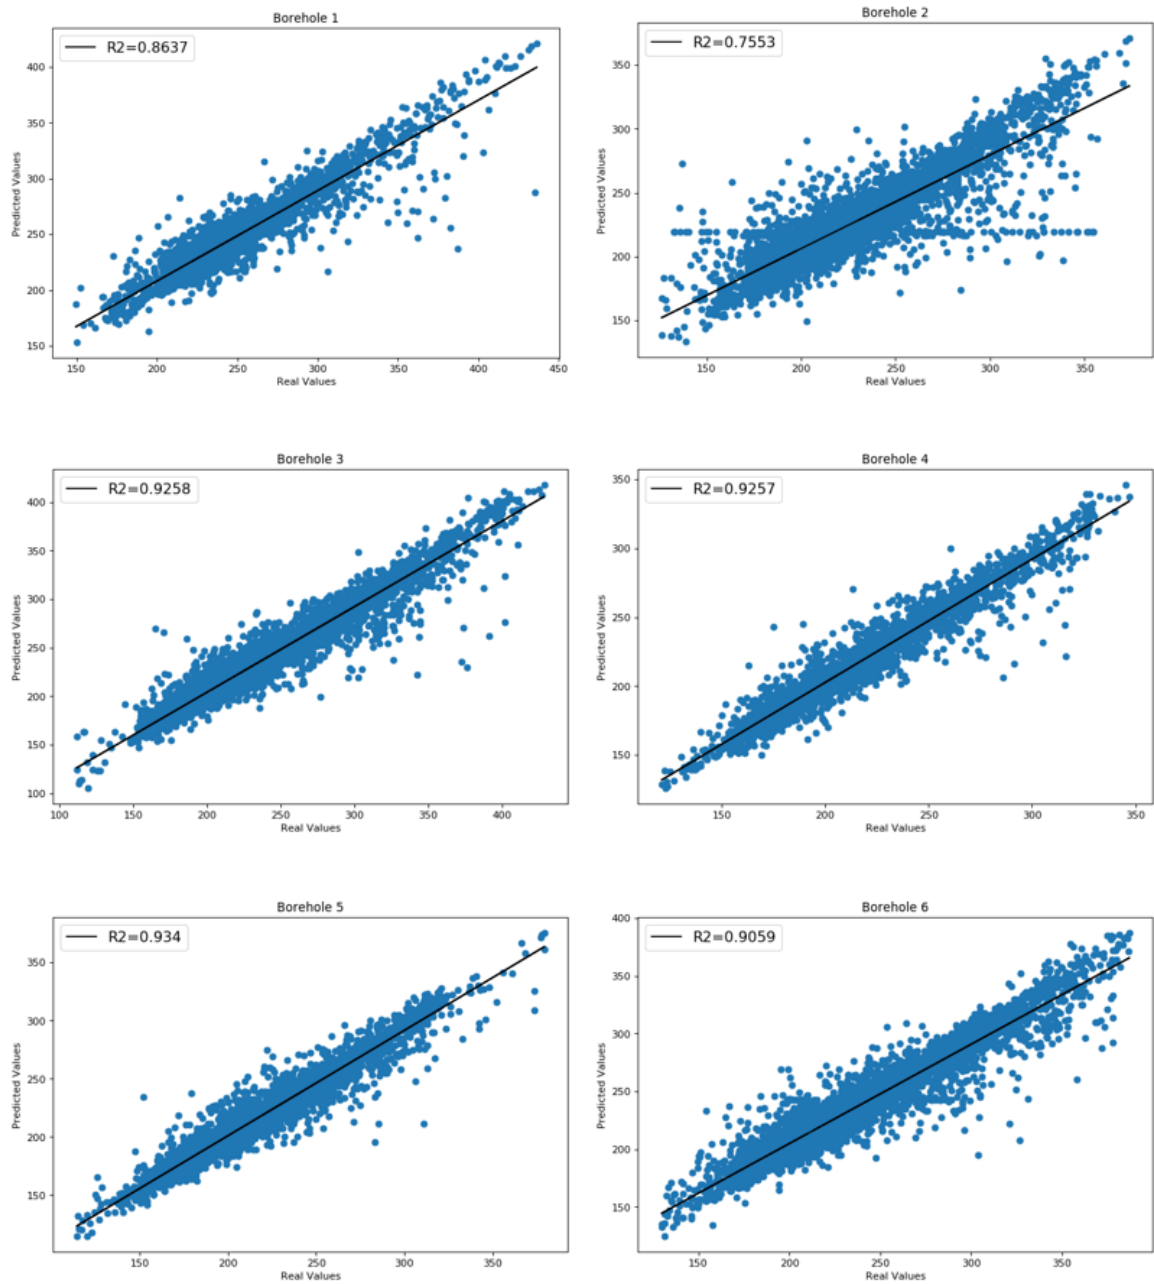 Borehole 1
R2=0.8637
400
350
300
250
200
150
Predicted Values
150 200 250 300 350 400 450
Real Values
Borehole 2
R2=0.7553
350
300
250
200
150
Predicted Values
150 200 250 300 350
Real Values
Borehole 3
R2=0.9258
400
350
300
250
200
150
100
Predicted Values
100 150 200 250 300 350 400
Real Values
Borehole 4
R2=0.9257
350
300
250
200
150
Predicted Values
150 200 250 300 350
Real Values
Borehole 5
R2=0.934
350
300
250
200
150
Predicted Values
150 200 250 300 350
Real Values
Borehole 6
R2=0.9059
400
350
300
250
200
150
Predicted Values
150 200 250 300 350
Real Values